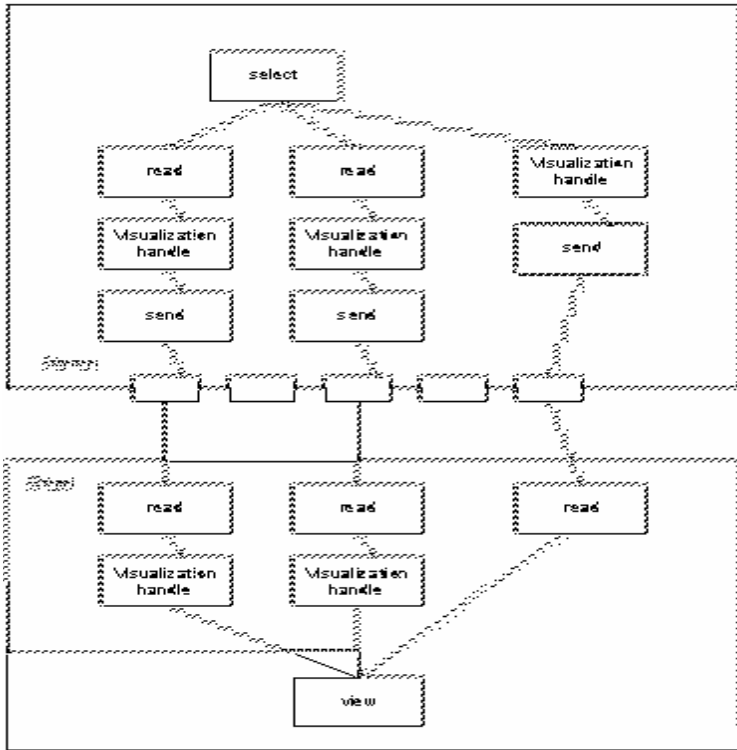 select
read
read
Visualization
handle
Visualization
handle
Visualization
handle
send
send
send
read
read
read
Visualization
handle
Visualization
handle
view